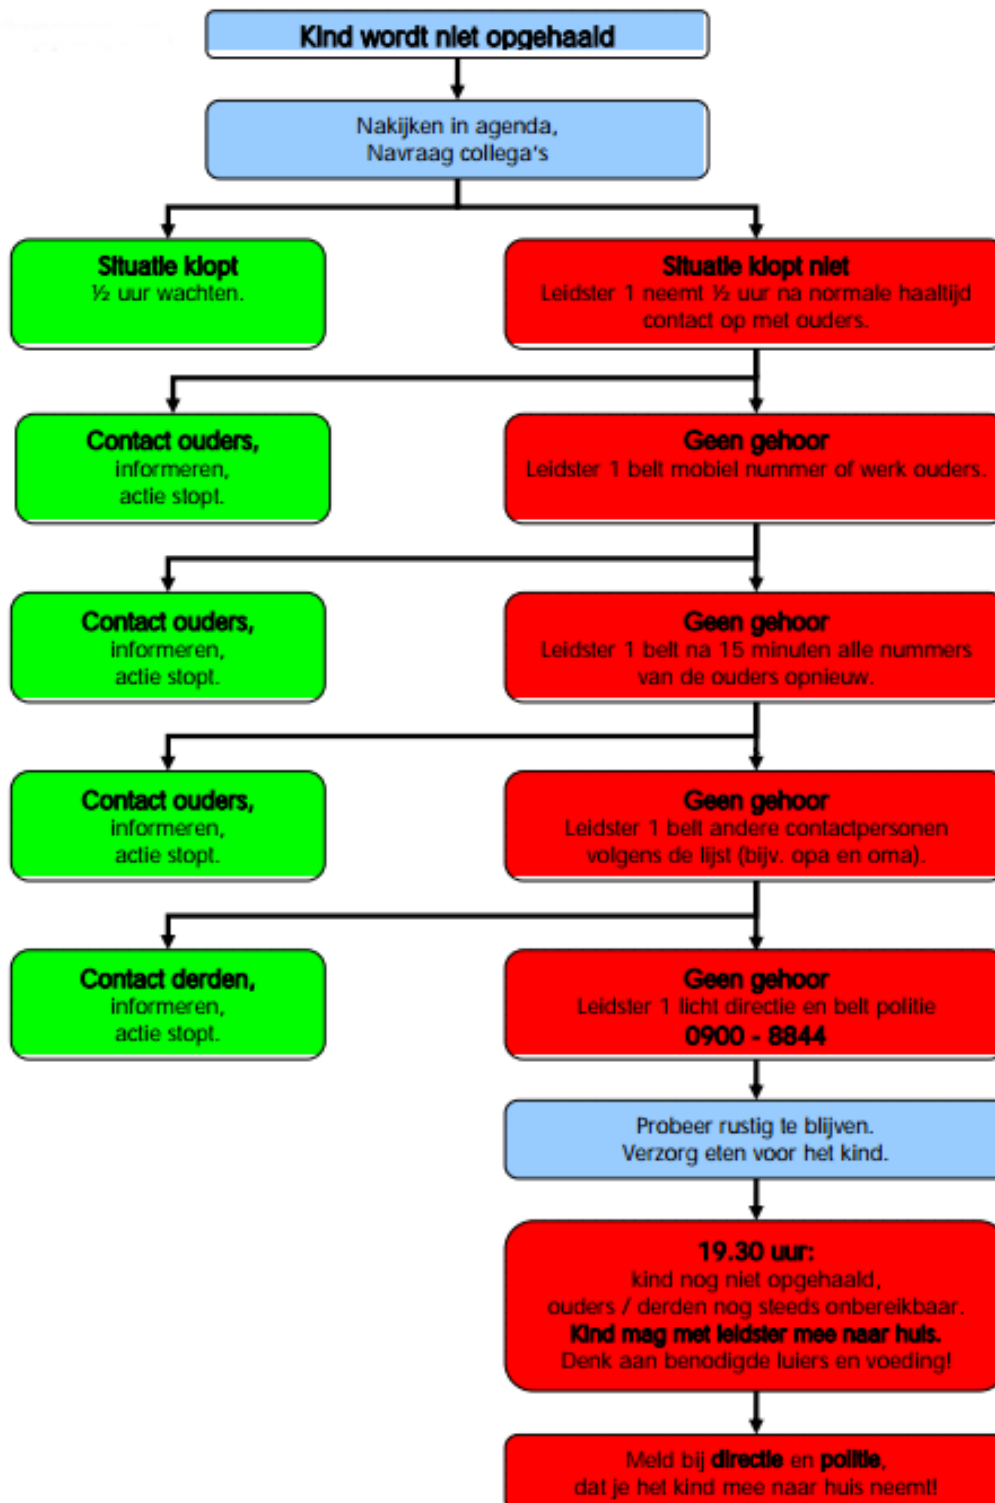 Kind wordt niet opgehaald
Nakijken in agenda,
Navraag collega's
Situatie klopt
½ uur wachten.
Situatie klopt niet
Leidster 1 neemt ½ uur na normale haaltijd
contact op met ouders.
Contact ouders,
informeren,
actie stopt.
Geen gehoor
Leidster 1 belt mobiel nummer of werk ouders.
Contact ouders,
informeren,
actie stopt.
Geen gehoor
Leidster 1 belt na 15 minuten alle nummers
van de ouders opnieuw.
Contact ouders,
informeren,
actie stopt.
Geen gehoor
Leidster 1 belt andere contactpersonen
volgens de lijst (bijv. opa en oma).
Contact derden,
informeren,
actie stopt.
Geen gehoor
Leidster 1 licht directie en belt politie
0900 - 8844
Probeer rustig te blijven.
Verzorg eten voor het kind.
19.30 uur:
kind nog niet opgehaald,
ouders / derden nog steeds onbereikbaar.
Kind mag met leidster mee naar huis.
Denk aan benodigde luiers en voeding!
Meld bij directie en politie,
dat je het kind mee naar huis neemt!